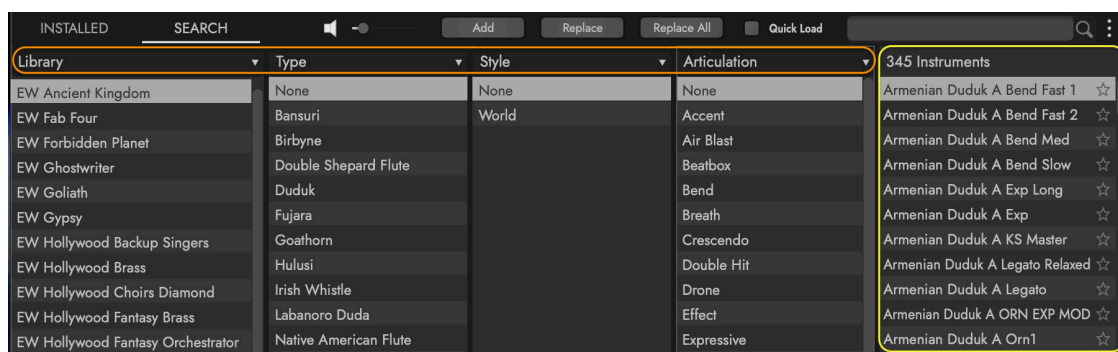 INSTALLED SEARCH Add Replace Replace All Quick Load
Library Type Style Articulation 345 Instruments
EW Ancient Kingdom None None None Armenian Duduk A Bend Fast 1
EW Fab Four Bansuri World Accent Armenian Duduk A Bend Fast 2
EW Forbidden Planet Birbyne Air Blast Armenian Duduk A Bend Med
EW Ghostwriter Double Shepard Flute Beatbox Armenian Duduk A Bend Slow
EW Goliath Duduk Bend Armenian Duduk A Exp Long
EW Gypsy Fujara Breath Armenian Duduk A Exp
EW Hollywood Backup Singers Goathorn Crescendo Armenian Duduk A KS Master
EW Hollywood Brass Hulusi Double Hit Armenian Duduk A Legato Relaxed
EW Hollywood Choirs Diamond Irish Whistle Drone Armenian Duduk A Legato
EW Hollywood Fantasy Brass Labanoro Duda Effect Armenian Duduk A ORN EXP MOD
EW Hollywood Fantasy Orchestrator Native American Flute Expressive Armenian Duduk A Orn1